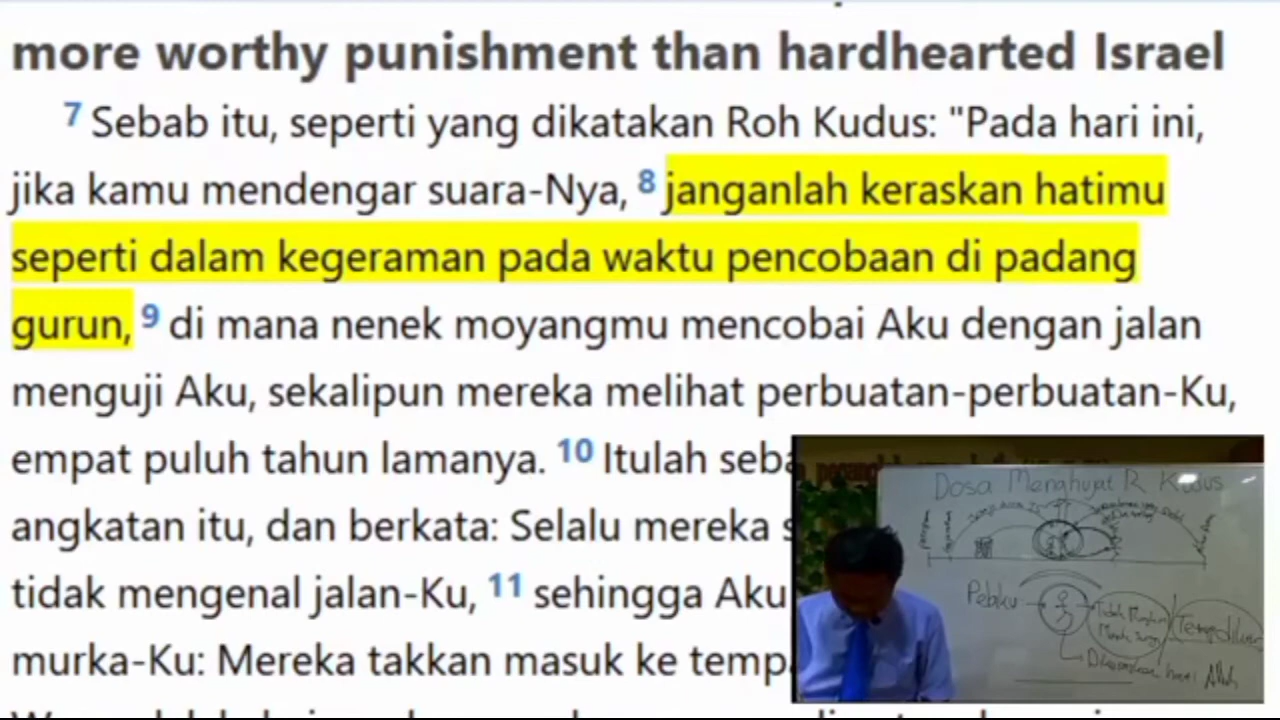 more worthy punishment than hardhearted Israel
7 Sebab itu, seperti yang dikatakan Roh Kudus: "Pada hari ini,
jika kamu mendengar suara-Nya, 8 janganlah keraskan hatimu
seperti dalam kegeraman pada waktu pencobaan di padang
gurun, 9 di mana nenek moyangmu mencobai Aku dengan jalan
menguji Aku, sekalipun mereka melihat perbuatan-perbuatan-Ku,
empat puluh tahun lamanya. 10 Itulah seba
angkatan itu, dan berkata: Selalu mereka s
tidak mengenal jalan-Ku, 11 sehingga Aku
murka-Ku: Mereka takkan masuk ke tempa
Dosa Menghujat R Kudus
Tidak Mungkin